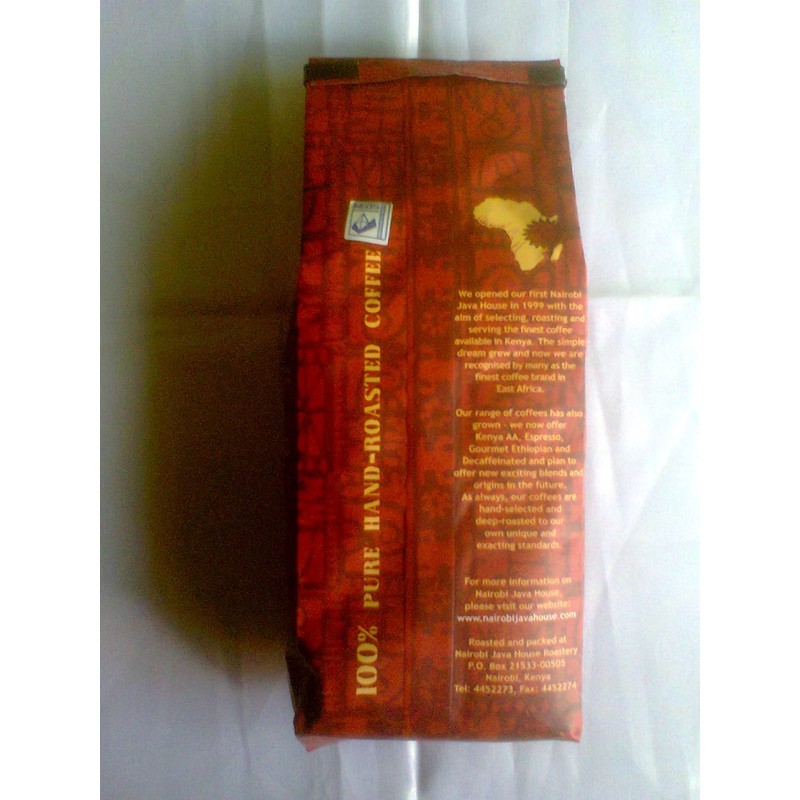 100% PURE HAND-ROASTED COFFEE
We opened our first Nairobi
Java House in 1999 with the
aim of selecting, roasting and
serving the finest coffee
available in Kenya. The simple
dream grew and now we are
recognised by many as the
finest coffee brand in
East Africa.
Our range of coffees has also
grown - we now offer
Kenya AA, Espresso,
Gourmet Ethiopian and
Decaffeinated and plan to
offer new exciting blends and
origins in the future.
As always, our coffees are
hand-selected and
deep-roasted to our
own unique and
exacting standards.
For more information on
Nairobi Java House,
please visit our website:
www.nairobijavahouse.com
Roasted and packed at
Nairobi Java House Roastery
P.O. Box 21533-00505
Nairobi, Kenya
Tel: 4452273, Fax: 4452274